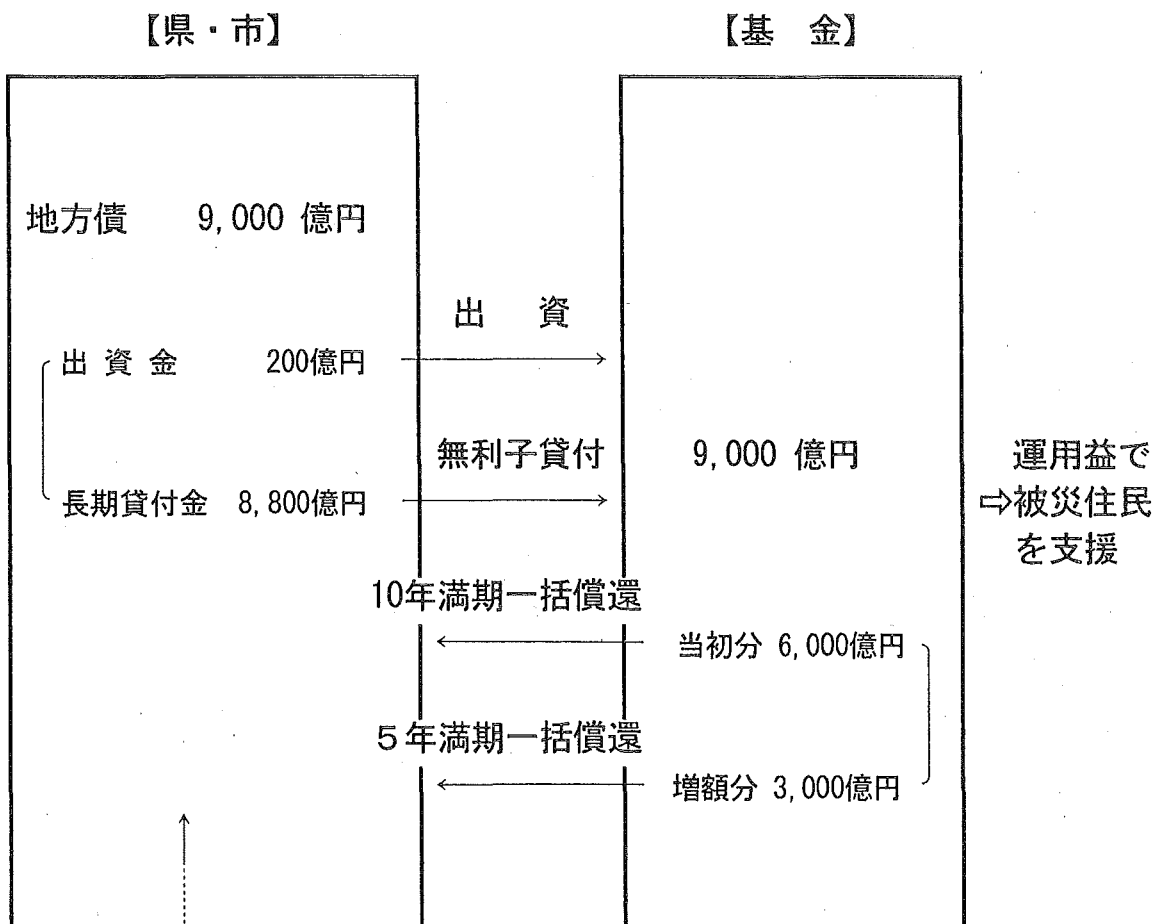 【県・市】
【基 金】
地方債 9,000 億円
出 資
出 資 金 200億円
無利子貸付
9,000 億円
長期貸付金 8,800億円
運用益で
⇨被災住民
を支援
10年満期一括償還
当初分 6,000億円
5年満期一括償還
増額分 3,000億円